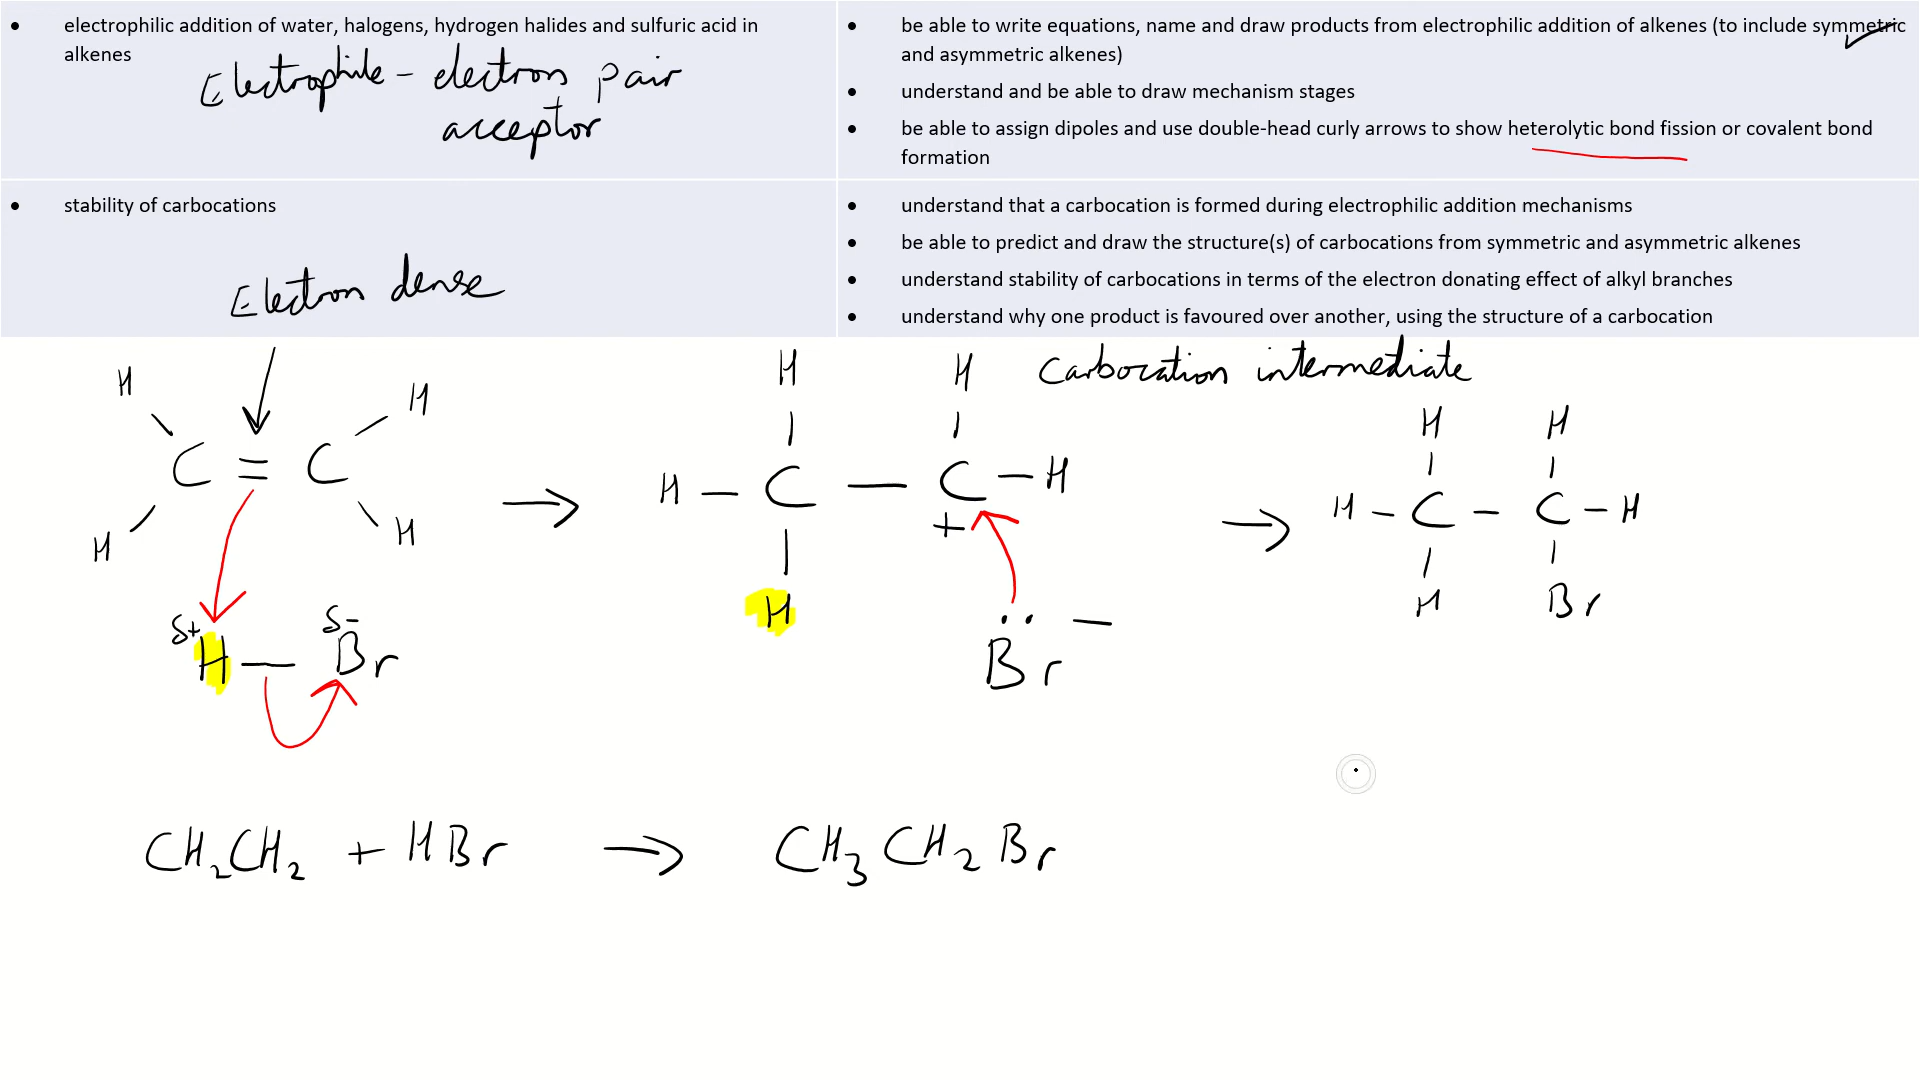 • electrophilic addition of water, halogens, hydrogen halides and sulfuric acid in
alkenes
Electrophile – electron pair
acceptor
• be able to write equations, name and draw products from electrophilic addition of alkenes (to include symmetric
and asymmetric alkenes)
• understand and be able to draw mechanism stages
• be able to assign dipoles and use double-head curly arrows to show heterolytic bond fission or covalent bond
formation
• stability of carbocations
Electron dense
• understand that a carbocation is formed during electrophilic addition mechanisms
• be able to predict and draw the structure(s) of carbocations from symmetric and asymmetric alkenes
• understand stability of carbocations in terms of the electron donating effect of alkyl branches
• understand why one product is favoured over another, using the structure of a carbocation
Carbocation intermediate
H H
C = C
H H
δ+ δ−
H — Br
→
H H
H — C — C — H
+
H
.. −
Br
→
H H
H – C – C – H
H Br
CH₂CH₂ + HBr → CH₃CH₂Br